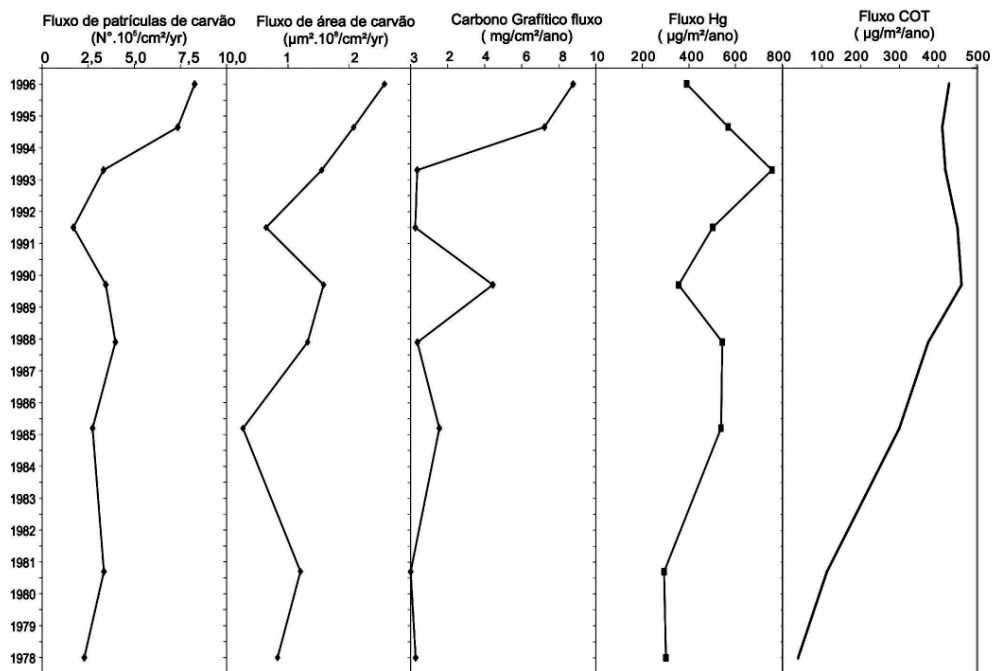 Fluxo de patrículas de carvão
(N°.10⁵/cm²/yr)
0 2,5 5,0 7,5 10,0
Fluxo de área de carvão
(µm².10⁶/cm²/yr)
1 2 3
Carbono Grafítico fluxo
( mg/cm²/ano)
2 4 6 8 10
Fluxo Hg
( µg/m²/ano)
200 400 600 800
Fluxo COT
( µg/m²/ano)
100 200 300 400 500
1996
1995
1994
1993
1992
1991
1990
1989
1988
1987
1986
1985
1984
1983
1982
1981
1980
1979
1978